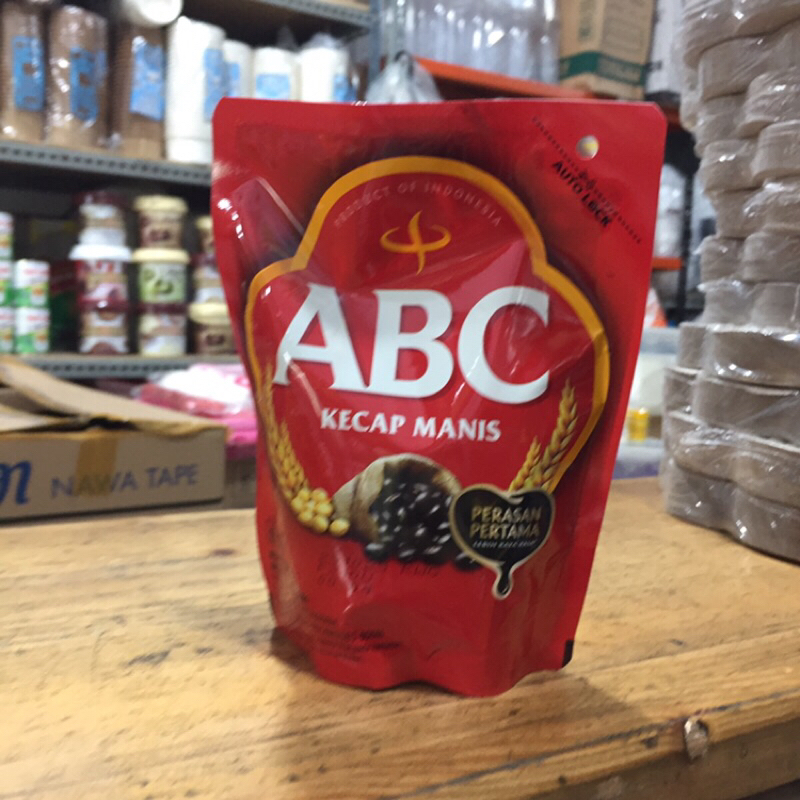 PRODUCT OF INDONESIA
AUTO LOCK
ABC
KECAP MANIS
PERASAN
PERTAMA
NAWA TAPE